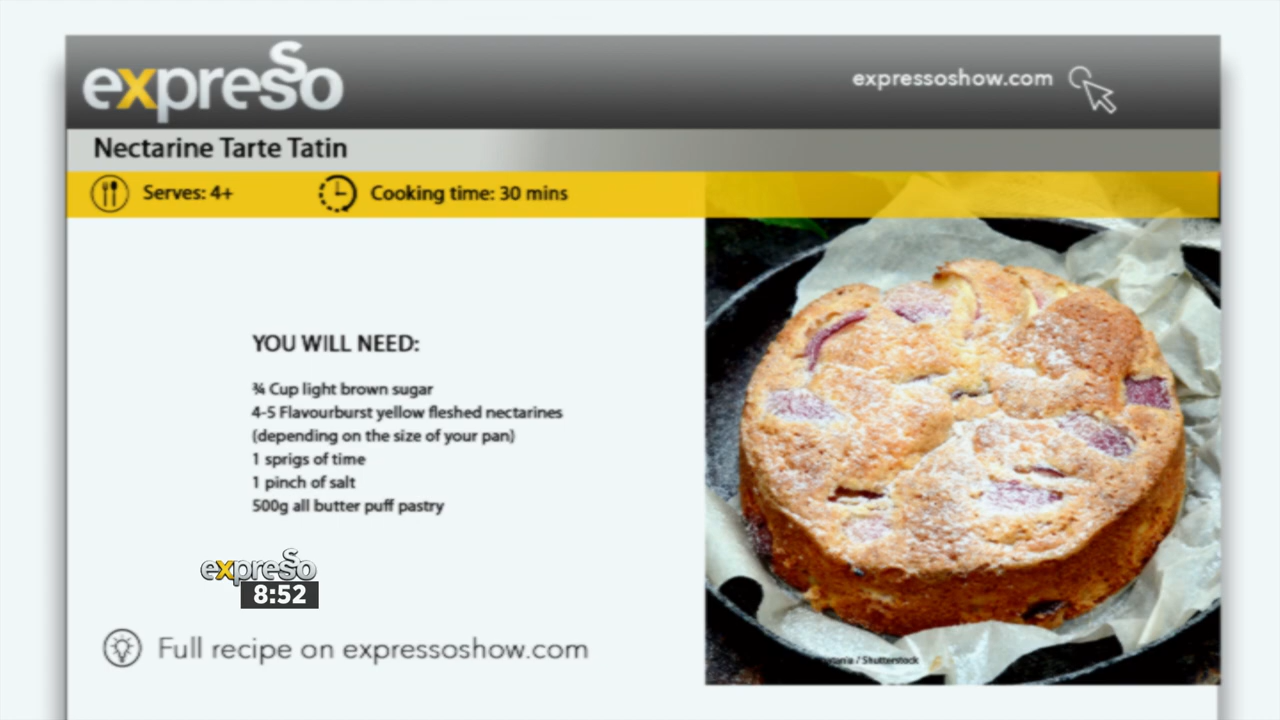 expresso
expressoshow.com
Nectarine Tarte Tatin
Serves: 4+
Cooking time: 30 mins
YOU WILL NEED:
¾ Cup light brown sugar
4-5 Flavourburst yellow fleshed nectarines
(depending on the size of your pan)
1 sprigs of time
1 pinch of salt
500g all butter puff pastry
expresso
8:52
Full recipe on expressoshow.com
/ Shutterstock